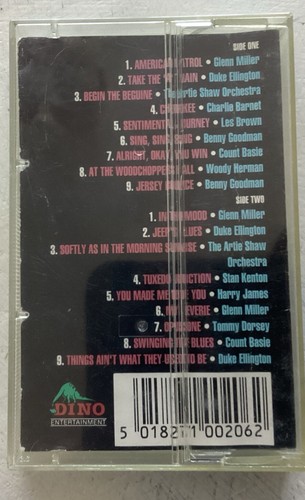 SIDE ONE
1. AMERICAN PATROL • Glenn Miller
2. TAKE THE 'A' TRAIN • Duke Ellington
3. BEGIN THE BEGUINE • The Artie Shaw Orchestra
4. CHEROKEE • Charlie Barnet
5. SENTIMENTAL JOURNEY • Les Brown
6. SING, SING, SING • Benny Goodman
7. ALRIGHT, OKAY, YOU WIN • Count Basie
8. AT THE WOODCHOPPERS BALL • Woody Herman
9. JERSEY BOUNCE • Benny Goodman
SIDE TWO
1. IN THE MOOD • Glenn Miller
2. JEEP'S BLUES • Duke Ellington
3. SOFTLY AS IN THE MORNING SUNRISE • The Artie Shaw
Orchestra
4. TUXEDO JUNCTION • Stan Kenton
5. YOU MADE ME LOVE YOU • Harry James
6. MY REVERIE • Glenn Miller
7. OPUS ONE • Tommy Dorsey
8. SWINGING THE BLUES • Count Basie
9. THINGS AIN'T WHAT THEY USED TO BE • Duke Ellington
DINO
ENTERTAINMENT
5 018271 002062